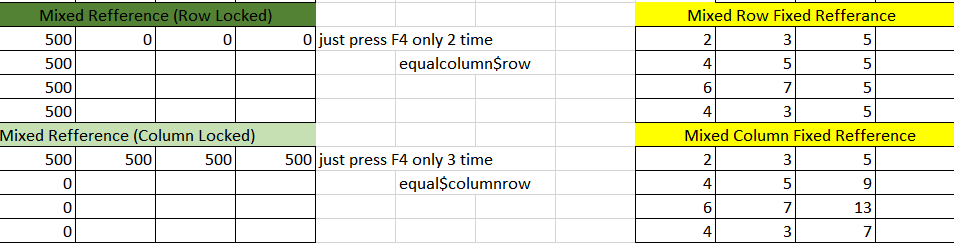 Mixed Refference (Row Locked) Mixed Row Fixed Refferance
500 0 0 0 just press F4 only 2 time 2 3 5
500 equalcolumn$row 4 5 5
500 6 7 5
500 4 3 5
Mixed Refference (Column Locked) Mixed Column Fixed Refference
500 500 500 500 just press F4 only 3 time 2 3 5
0 equal$columnrow 4 5 9
0 6 7 13
0 4 3 7